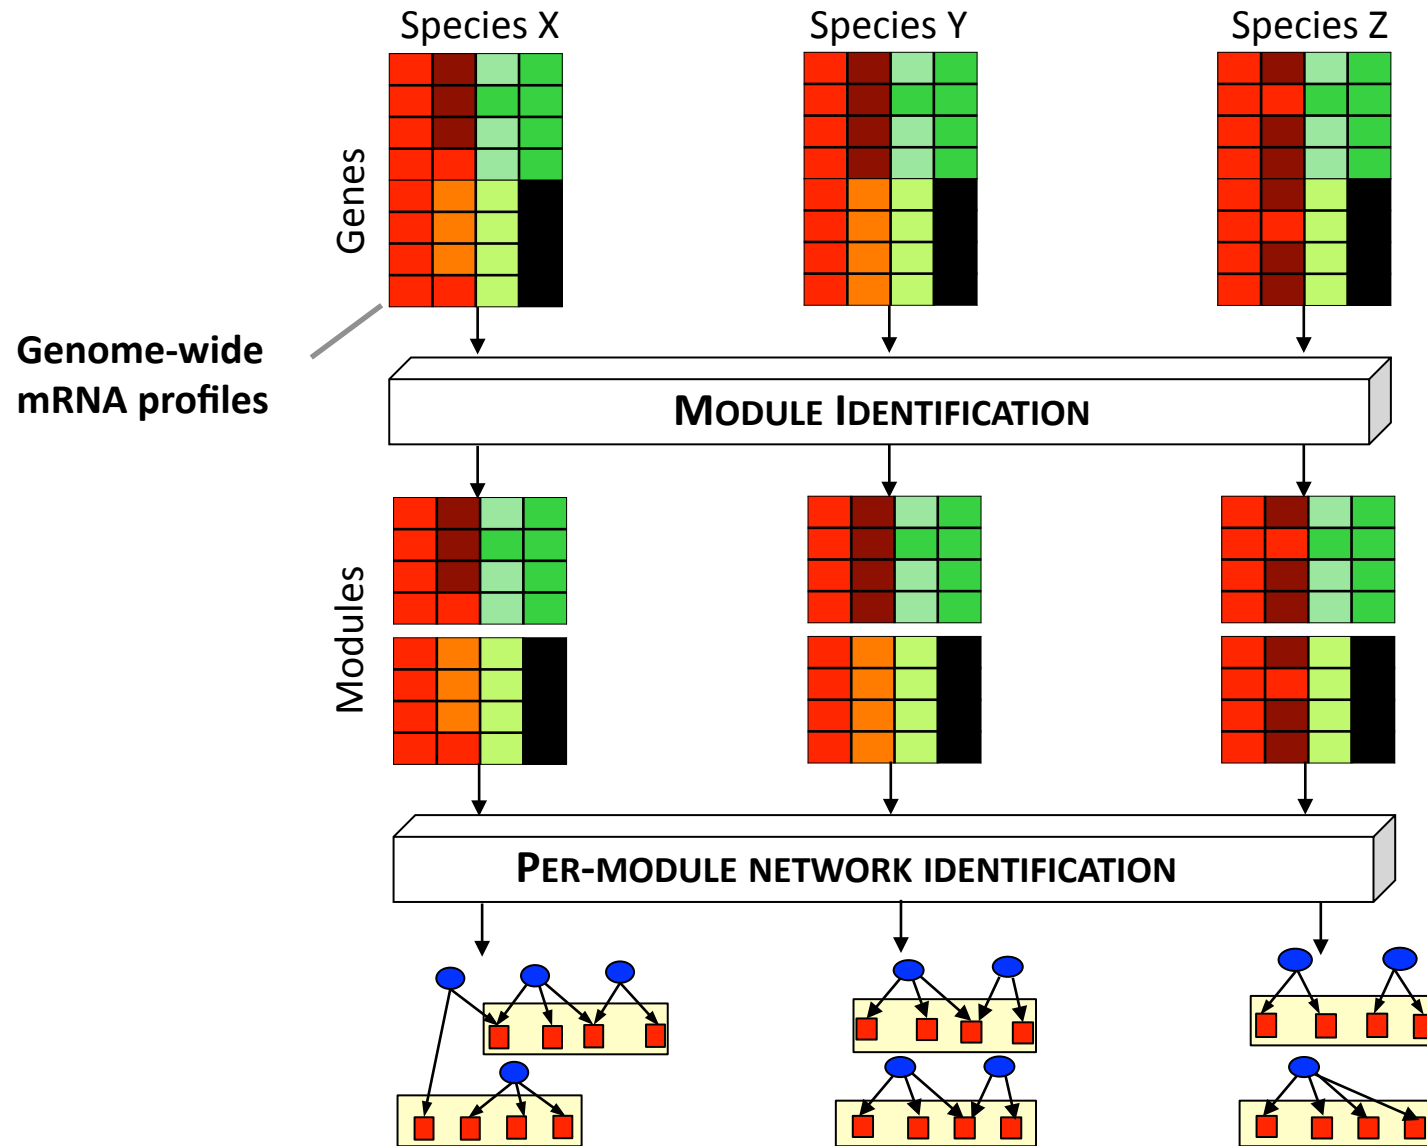 Species X
Species Y
Species Z
Genes
Genome-wide
mRNA profiles
MODULE IDENTIFICATION
Modules
PER-MODULE NETWORK IDENTIFICATION